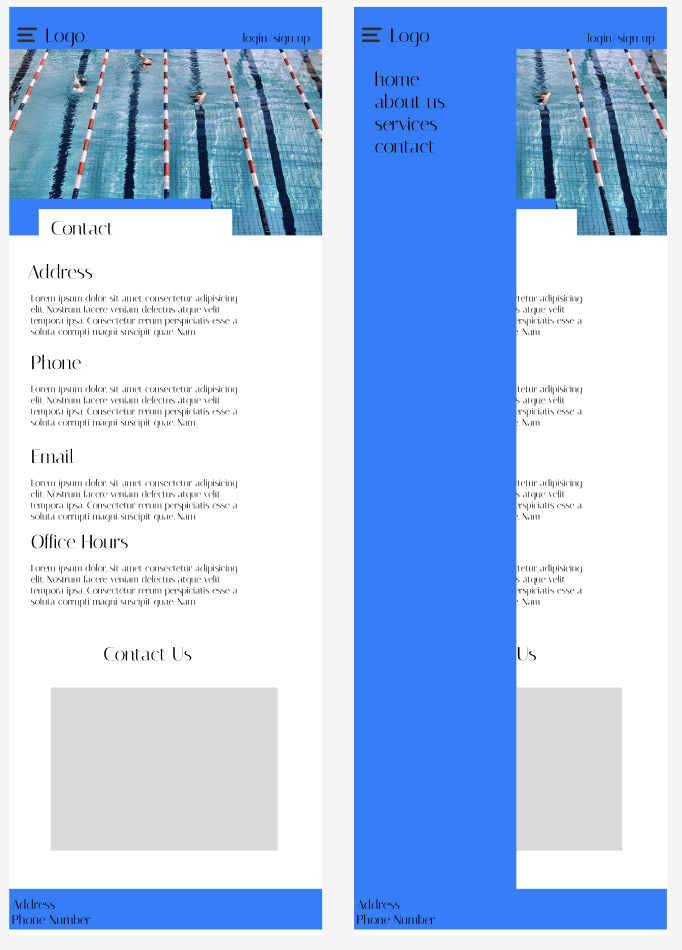 Logo
login/sign up
Contact
Address
Lorem ipsum dolor, sit amet consectetur adipisicing
elit. Nostrum facere veniam delectus atque velit
tempora ipsa. Consectetur rerum perspiciatis esse a
soluta corrupti magni suscipit quae. Nam
Phone
Lorem ipsum dolor, sit amet consectetur adipisicing
elit. Nostrum facere veniam delectus atque velit
tempora ipsa. Consectetur rerum perspiciatis esse a
soluta corrupti magni suscipit quae. Nam
Email
Lorem ipsum dolor, sit amet consectetur adipisicing
elit. Nostrum facere veniam delectus atque velit
tempora ipsa. Consectetur rerum perspiciatis esse a
soluta corrupti magni suscipit quae. Nam
Office Hours
Lorem ipsum dolor, sit amet consectetur adipisicing
elit. Nostrum facere veniam delectus atque velit
tempora ipsa. Consectetur rerum perspiciatis esse a
soluta corrupti magni suscipit quae. Nam
Contact Us
Address
Phone Number
Logo
login/sign up
home
about us
services
contact
adipisicing
atque velit
esse a
Nam
adipisicing
atque velit
esse a
Nam
adipisicing
atque velit
esse a
Nam
adipisicing
atque velit
esse a
Nam
Us
Address
Phone Number